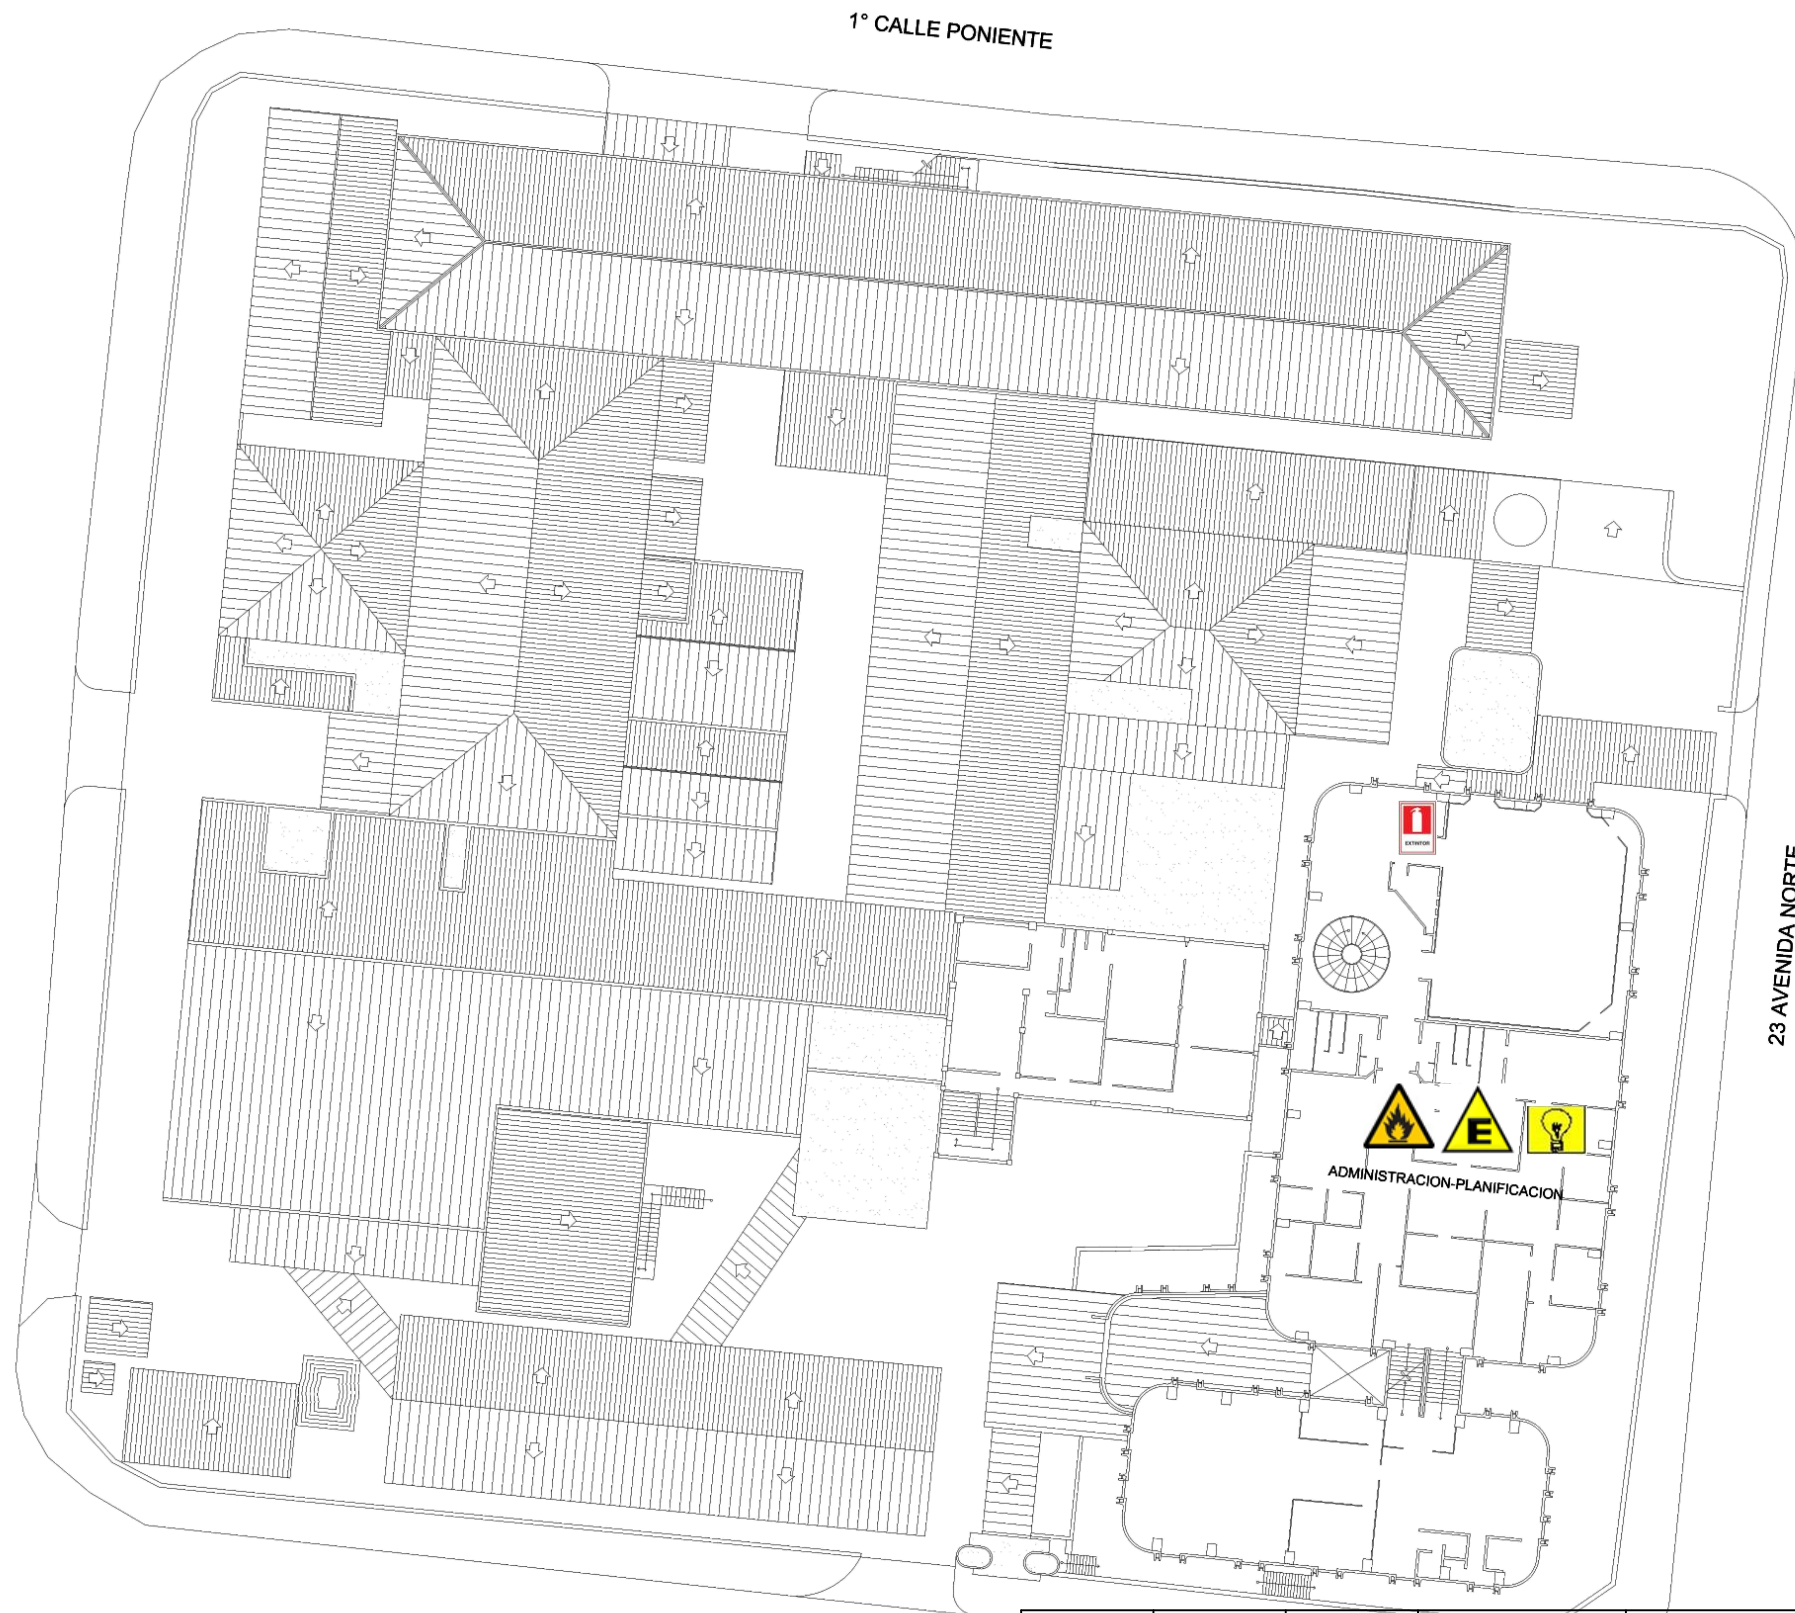 1° CALLE PONIENTE
EXTINTOR
23 AVENIDA NORTE
E
ADMINISTRACION-PLANIFICACION